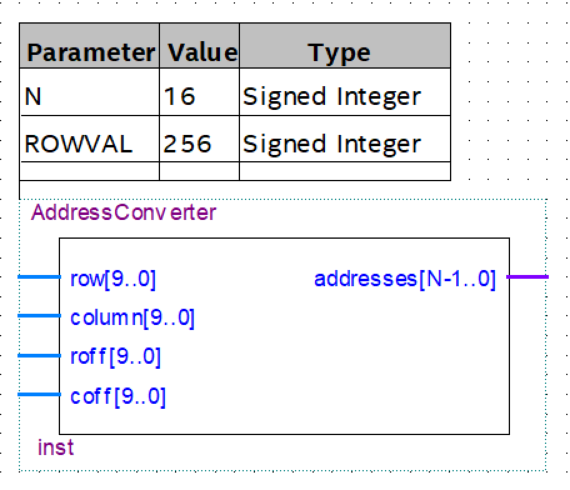 Parameter Value Type
N 16 Signed Integer
ROWVAL 256 Signed Integer
AddressConverter
row[9..0] addresses[N-1..0]
column[9..0]
roff[9..0]
coff[9..0]
inst